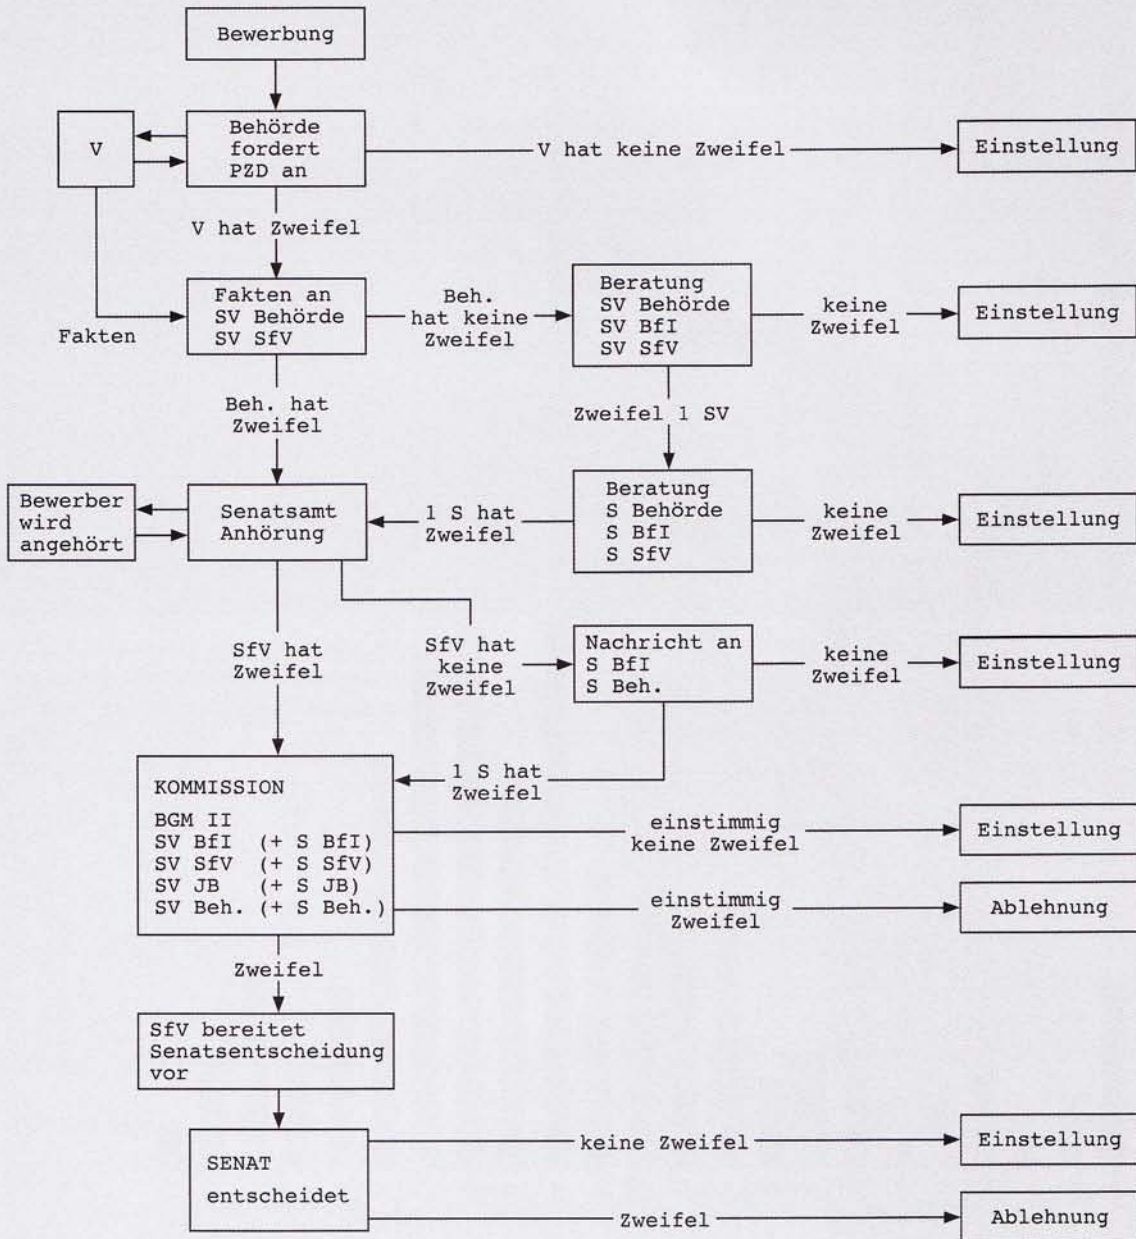 Bewerbung
V
Behörde
fordert
PZD an
V hat keine Zweifel
Einstellung
V hat Zweifel
Fakten
Fakten an
SV Behörde
SV SfV
Beh.
hat keine
Zweifel
Beratung
SV Behörde
SV BfI
SV SfV
keine
Zweifel
Einstellung
Beh. hat
Zweifel
Zweifel 1 SV
Bewerber
wird
angehört
Senatsamt
Anhörung
1 S hat
Zweifel
Beratung
S Behörde
S BfI
S SfV
keine
Zweifel
Einstellung
SfV hat
Zweifel
SfV hat
keine
Zweifel
Nachricht an
S BfI
S Beh.
keine
Zweifel
Einstellung
1 S hat
Zweifel
KOMMISSION
BGM II
SV BfI (+ S BfI)
SV SfV (+ S SfV)
SV JB (+ S JB)
SV Beh. (+ S Beh.)
einstimmig
keine Zweifel
Einstellung
einstimmig
Zweifel
Ablehnung
Zweifel
SfV bereitet
Senatsentscheidung
vor
SENAT
entscheidet
keine Zweifel
Einstellung
Zweifel
Ablehnung